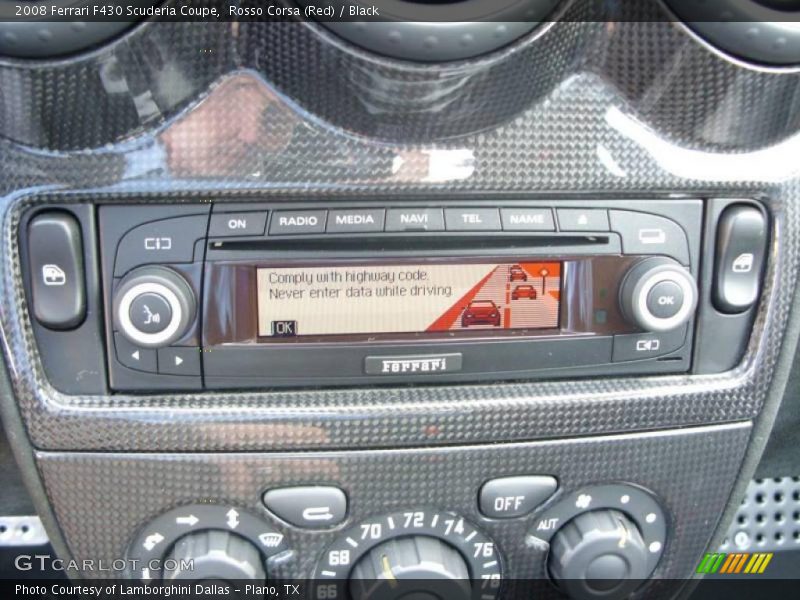 2008 Ferrari F430 Scuderia Coupe, Rosso Corsa (Red) / Black
ON RADIO MEDIA NAVI TEL NAME
Comply with highway code.
Never enter data while driving.
OK
OK
Ferrari
OFF
AUT
66 68 70 72 74 76 78
GTcarlot.com
Photo Courtesy of Lamborghini Dallas - Plano, TX